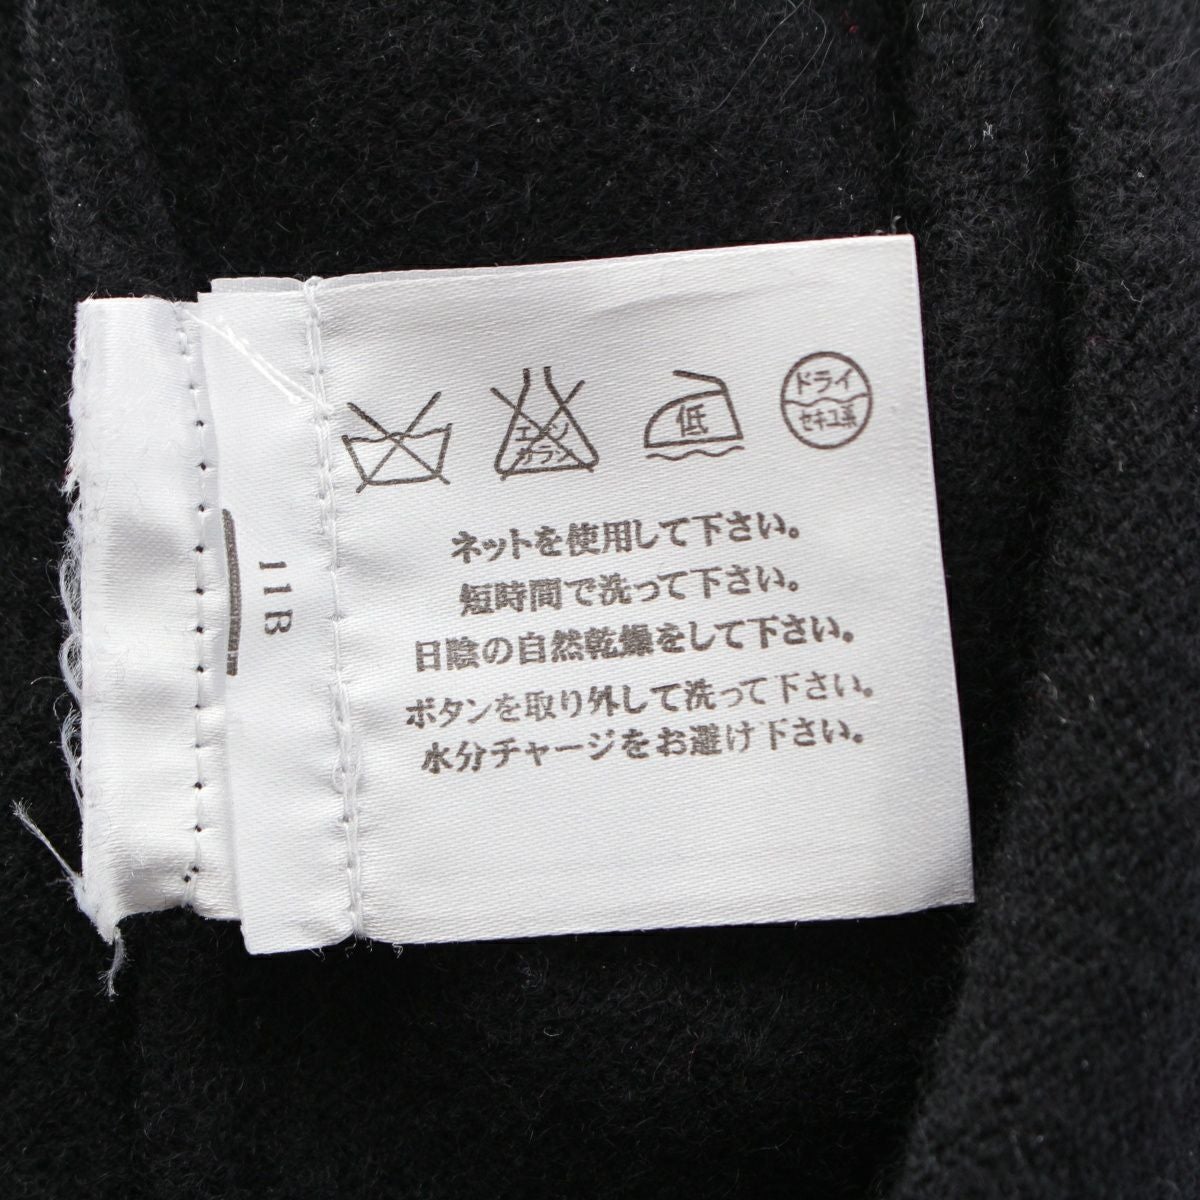 エンソ
サラシ
低
ドライ
セキユ系
11B
ネットを使用して下さい。
短時間で洗って下さい。
日陰の自然乾燥をして下さい。
ボタンを取り外して洗って下さい。
水分チャージをお避け下さい。